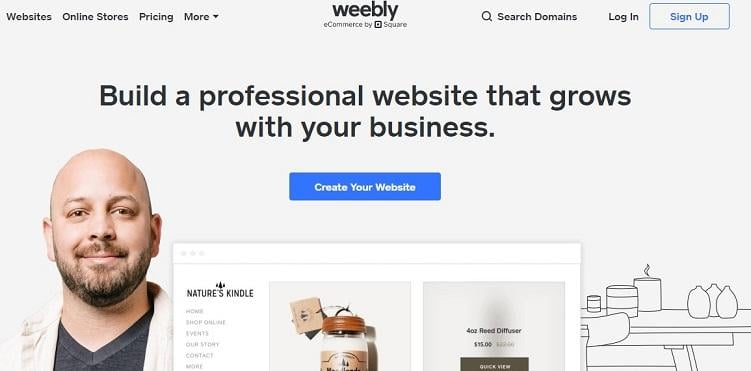 Websites Online Stores Pricing More
weebly
eCommerce by Square
Search Domains
Log In
Sign Up
Build a professional website that grows
with your business.
Create Your Website
NATURE'S KINDLE
HOME
SHOP ONLINE
EVENTS
OUR STORY
CONTACT
MORE
4oz Reed Diffuser
$15.00 $22.00
QUICK VIEW